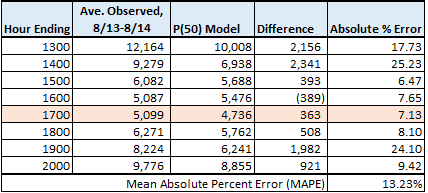 Hour Ending Ave. Observed, 8/13-8/14 P(50) Model Difference Absolute % Error
1300 12,164 10,008 2,156 17.73
1400 9,279 6,938 2,341 25.23
1500 6,082 5,688 393 6.47
1600 5,087 5,476 (389) 7.65
1700 5,099 4,736 363 7.13
1800 6,271 5,762 508 8.10
1900 8,224 6,241 1,982 24.10
2000 9,776 8,855 921 9.42
Mean Absolute Percent Error (MAPE) 13.23%